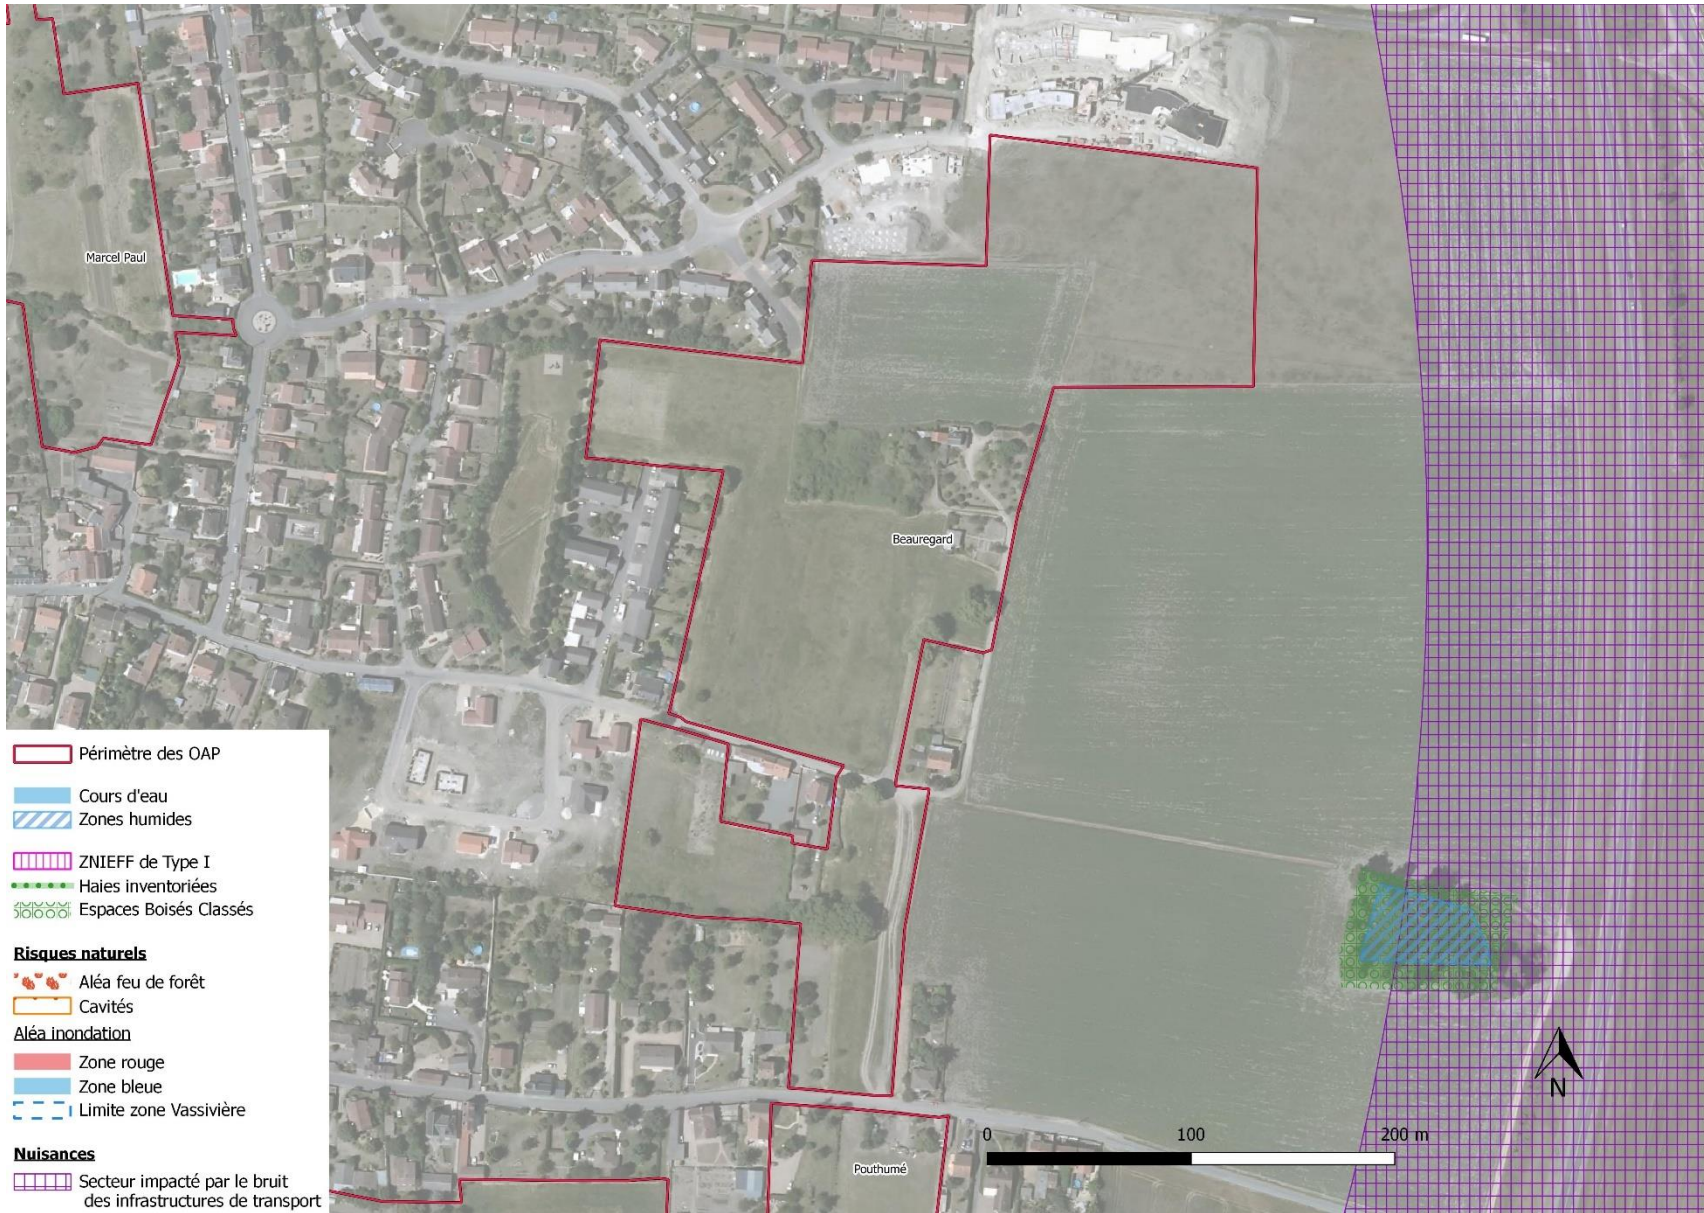 Marcel Paul
Beauregard
Pouthumé
Périmètre des OAP
Cours d'eau
Zones humides
ZNIEFF de Type I
Haies inventoriées
Espaces Boisés Classés
Risques naturels
Aléa feu de forêt
Cavités
Aléa inondation
Zone rouge
Zone bleue
Limite zone Vassivière
Nuisances
Secteur impacté par le bruit
des infrastructures de transport
N
0 100 200 m